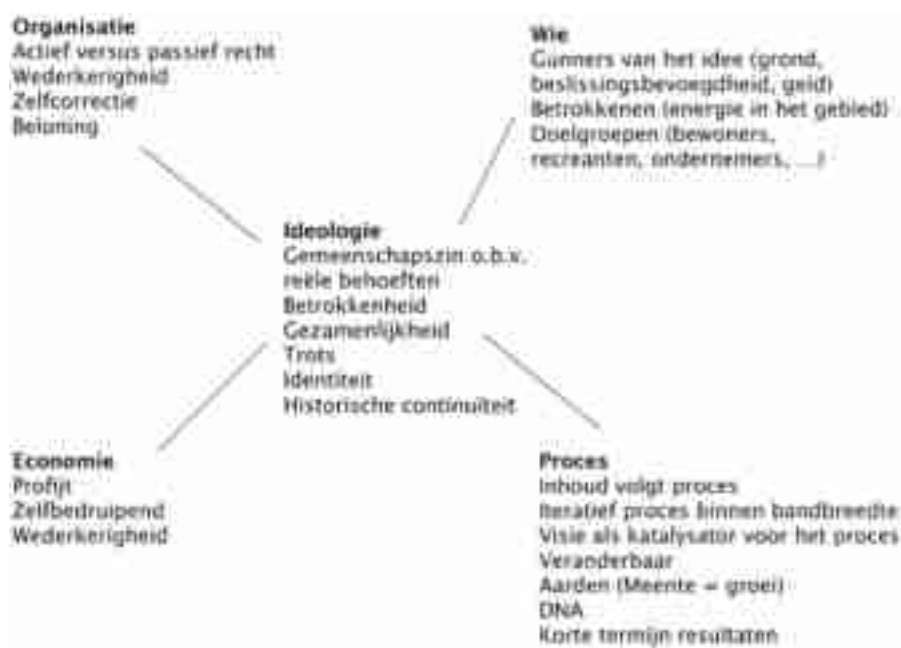 Organisatie
Actief versus passief recht
Wederkerigheid
Zelfcorrectie
Beloning
Wie
Gunners van het idee (grond,
beslissingsbevoegdheid, geld)
Betrokkenen (energie in het gebied)
Doelgroepen (bewoners,
recreanten, ondernemers, ...)
Ideologie
Gemeenschapszin o.b.v.
reële behoeften
Betrokkenheid
Gezamenlijkheid
Trots
Identiteit
Historische continuïteit
Economie
Profijt
Zelfbedruipend
Wederkerigheid
Proces
Inhoud volgt proces
Iteratief proces binnen bandbreedte
Visie als katalysator voor het proces
Veranderbaar
Aarden (Meente = groei)
DNA
Korte termijn resultaten